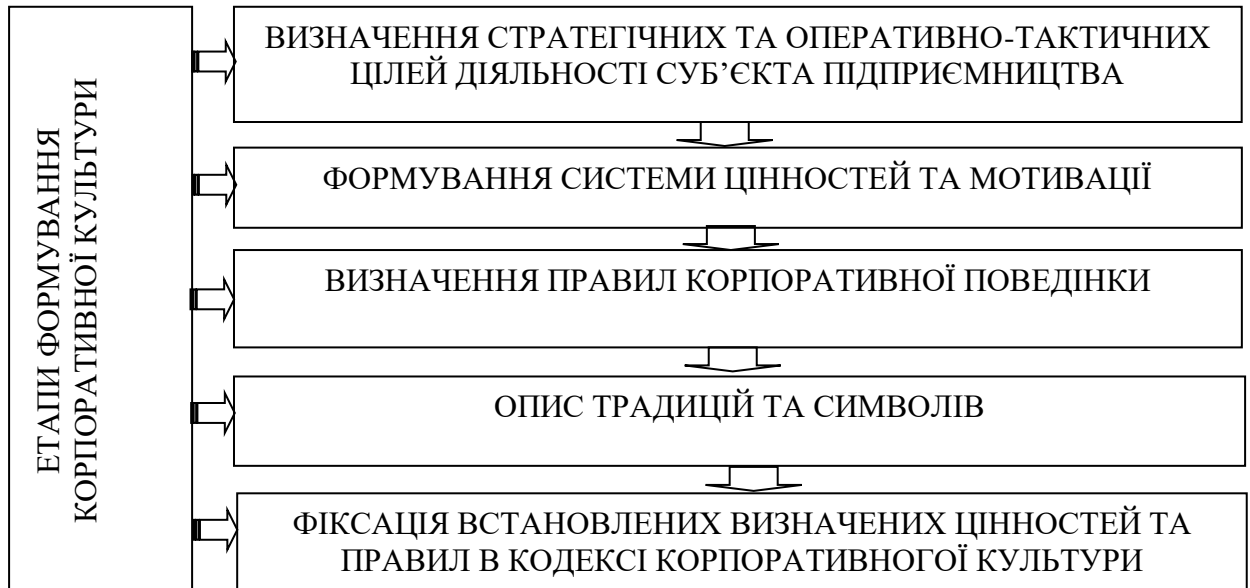 ЕТАПИ ФОРМУВАННЯ
КОРПОРАТИВНОЇ КУЛЬТУРИ
ВИЗНАЧЕННЯ СТРАТЕГІЧНИХ ТА ОПЕРАТИВНО-ТАКТИЧНИХ
ЦІЛЕЙ ДІЯЛЬНОСТІ СУБ’ЄКТА ПІДПРИЄМНИЦТВА
ФОРМУВАННЯ СИСТЕМИ ЦІННОСТЕЙ ТА МОТИВАЦІЇ
ВИЗНАЧЕННЯ ПРАВИЛ КОРПОРАТИВНОЇ ПОВЕДІНКИ
ОПИС ТРАДИЦІЙ ТА СИМВОЛІВ
ФІКСАЦІЯ ВСТАНОВЛЕНИХ ВИЗНАЧЕНИХ ЦІННОСТЕЙ ТА
ПРАВИЛ В КОДЕКСІ КОРПОРАТИВНОГОЇ КУЛЬТУРИ